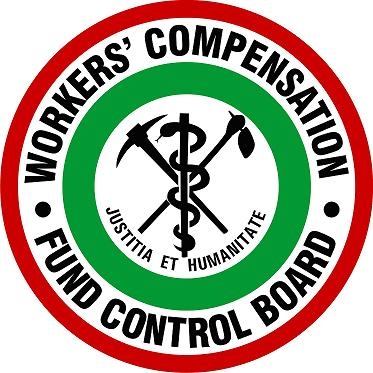 WORKERS' COMPENSATION
FUND CONTROL BOARD
JUSTITIA ET HUMANITATE